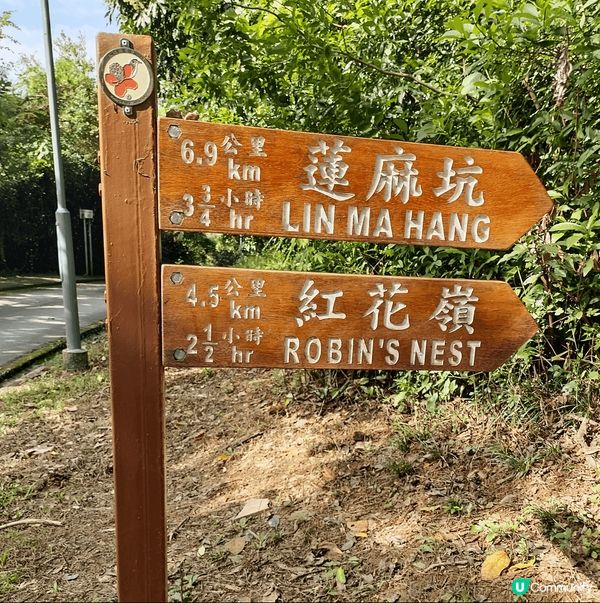 6.9 公里 km
3 3/4 小時 hr
蓮麻坑
LIN MA HANG
4.5 公里 km
2 1/2 小時 hr
紅花嶺
ROBIN'S NEST
U Community